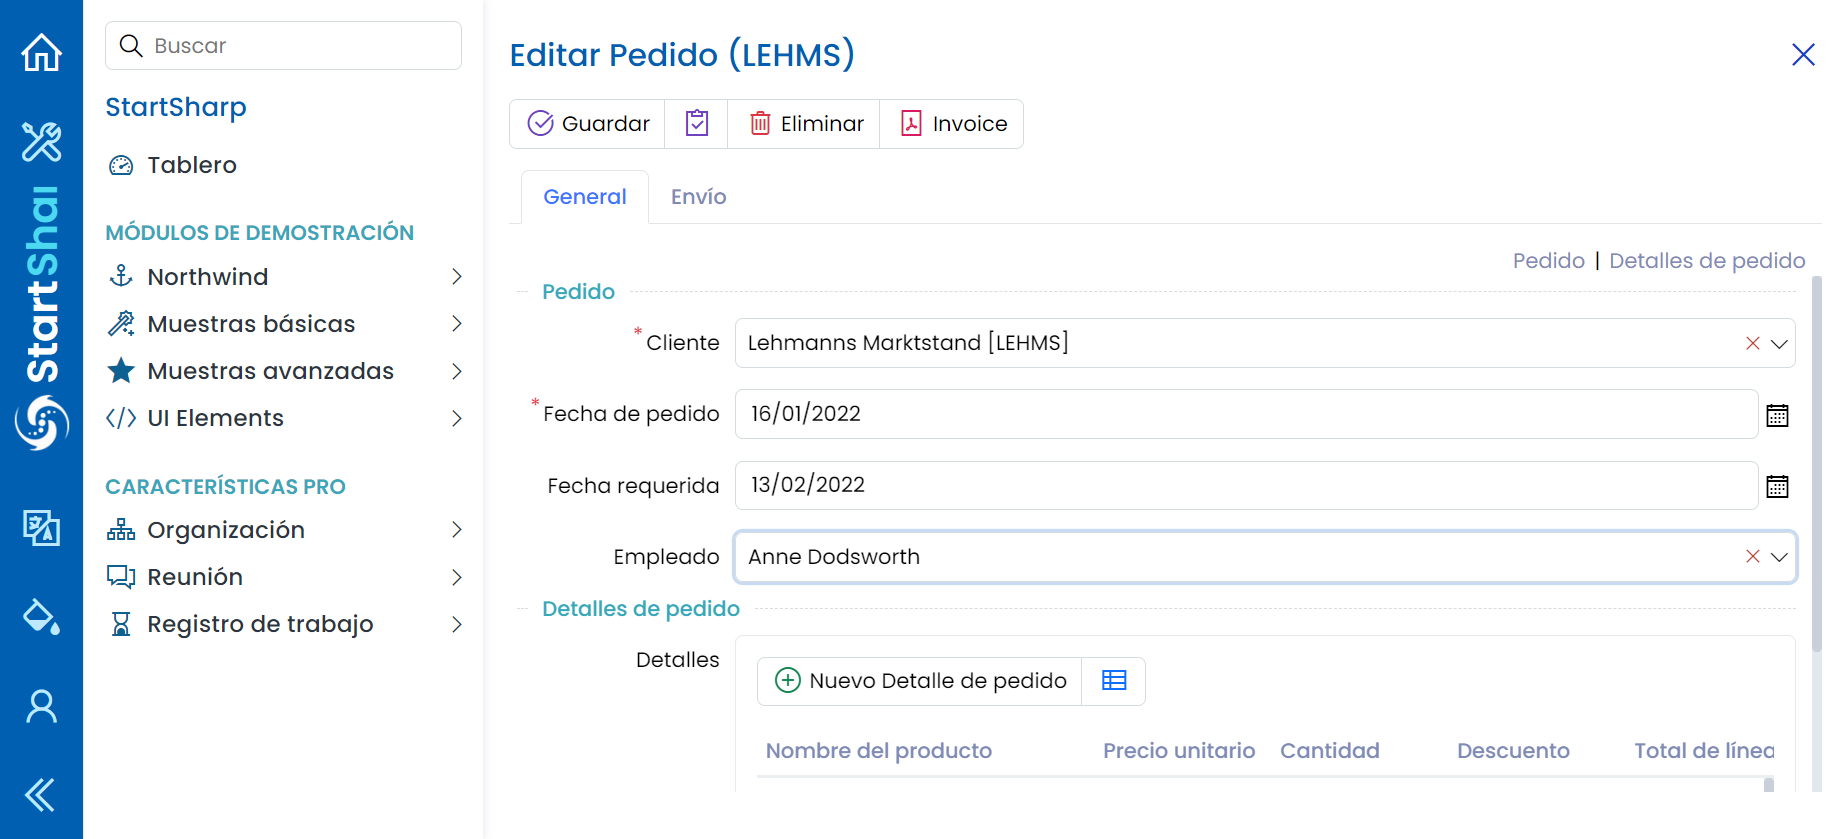 StartShar
Buscar
StartSharp
Tablero
MÓDULOS DE DEMOSTRACIÓN
Northwind
Muestras básicas
Muestras avanzadas
UI Elements
CARACTERÍSTICAS PRO
Organización
Reunión
Registro de trabajo
Editar Pedido (LEHMS)
Guardar
Eliminar
Invoice
General
Envío
Pedido | Detalles de pedido
Pedido
* Cliente
Lehmanns Marktstand [LEHMS]
* Fecha de pedido
16/01/2022
Fecha requerida
13/02/2022
Empleado
Anne Dodsworth
Detalles de pedido
Detalles
Nuevo Detalle de pedido
Nombre del producto
Precio unitario
Cantidad
Descuento
Total de línea